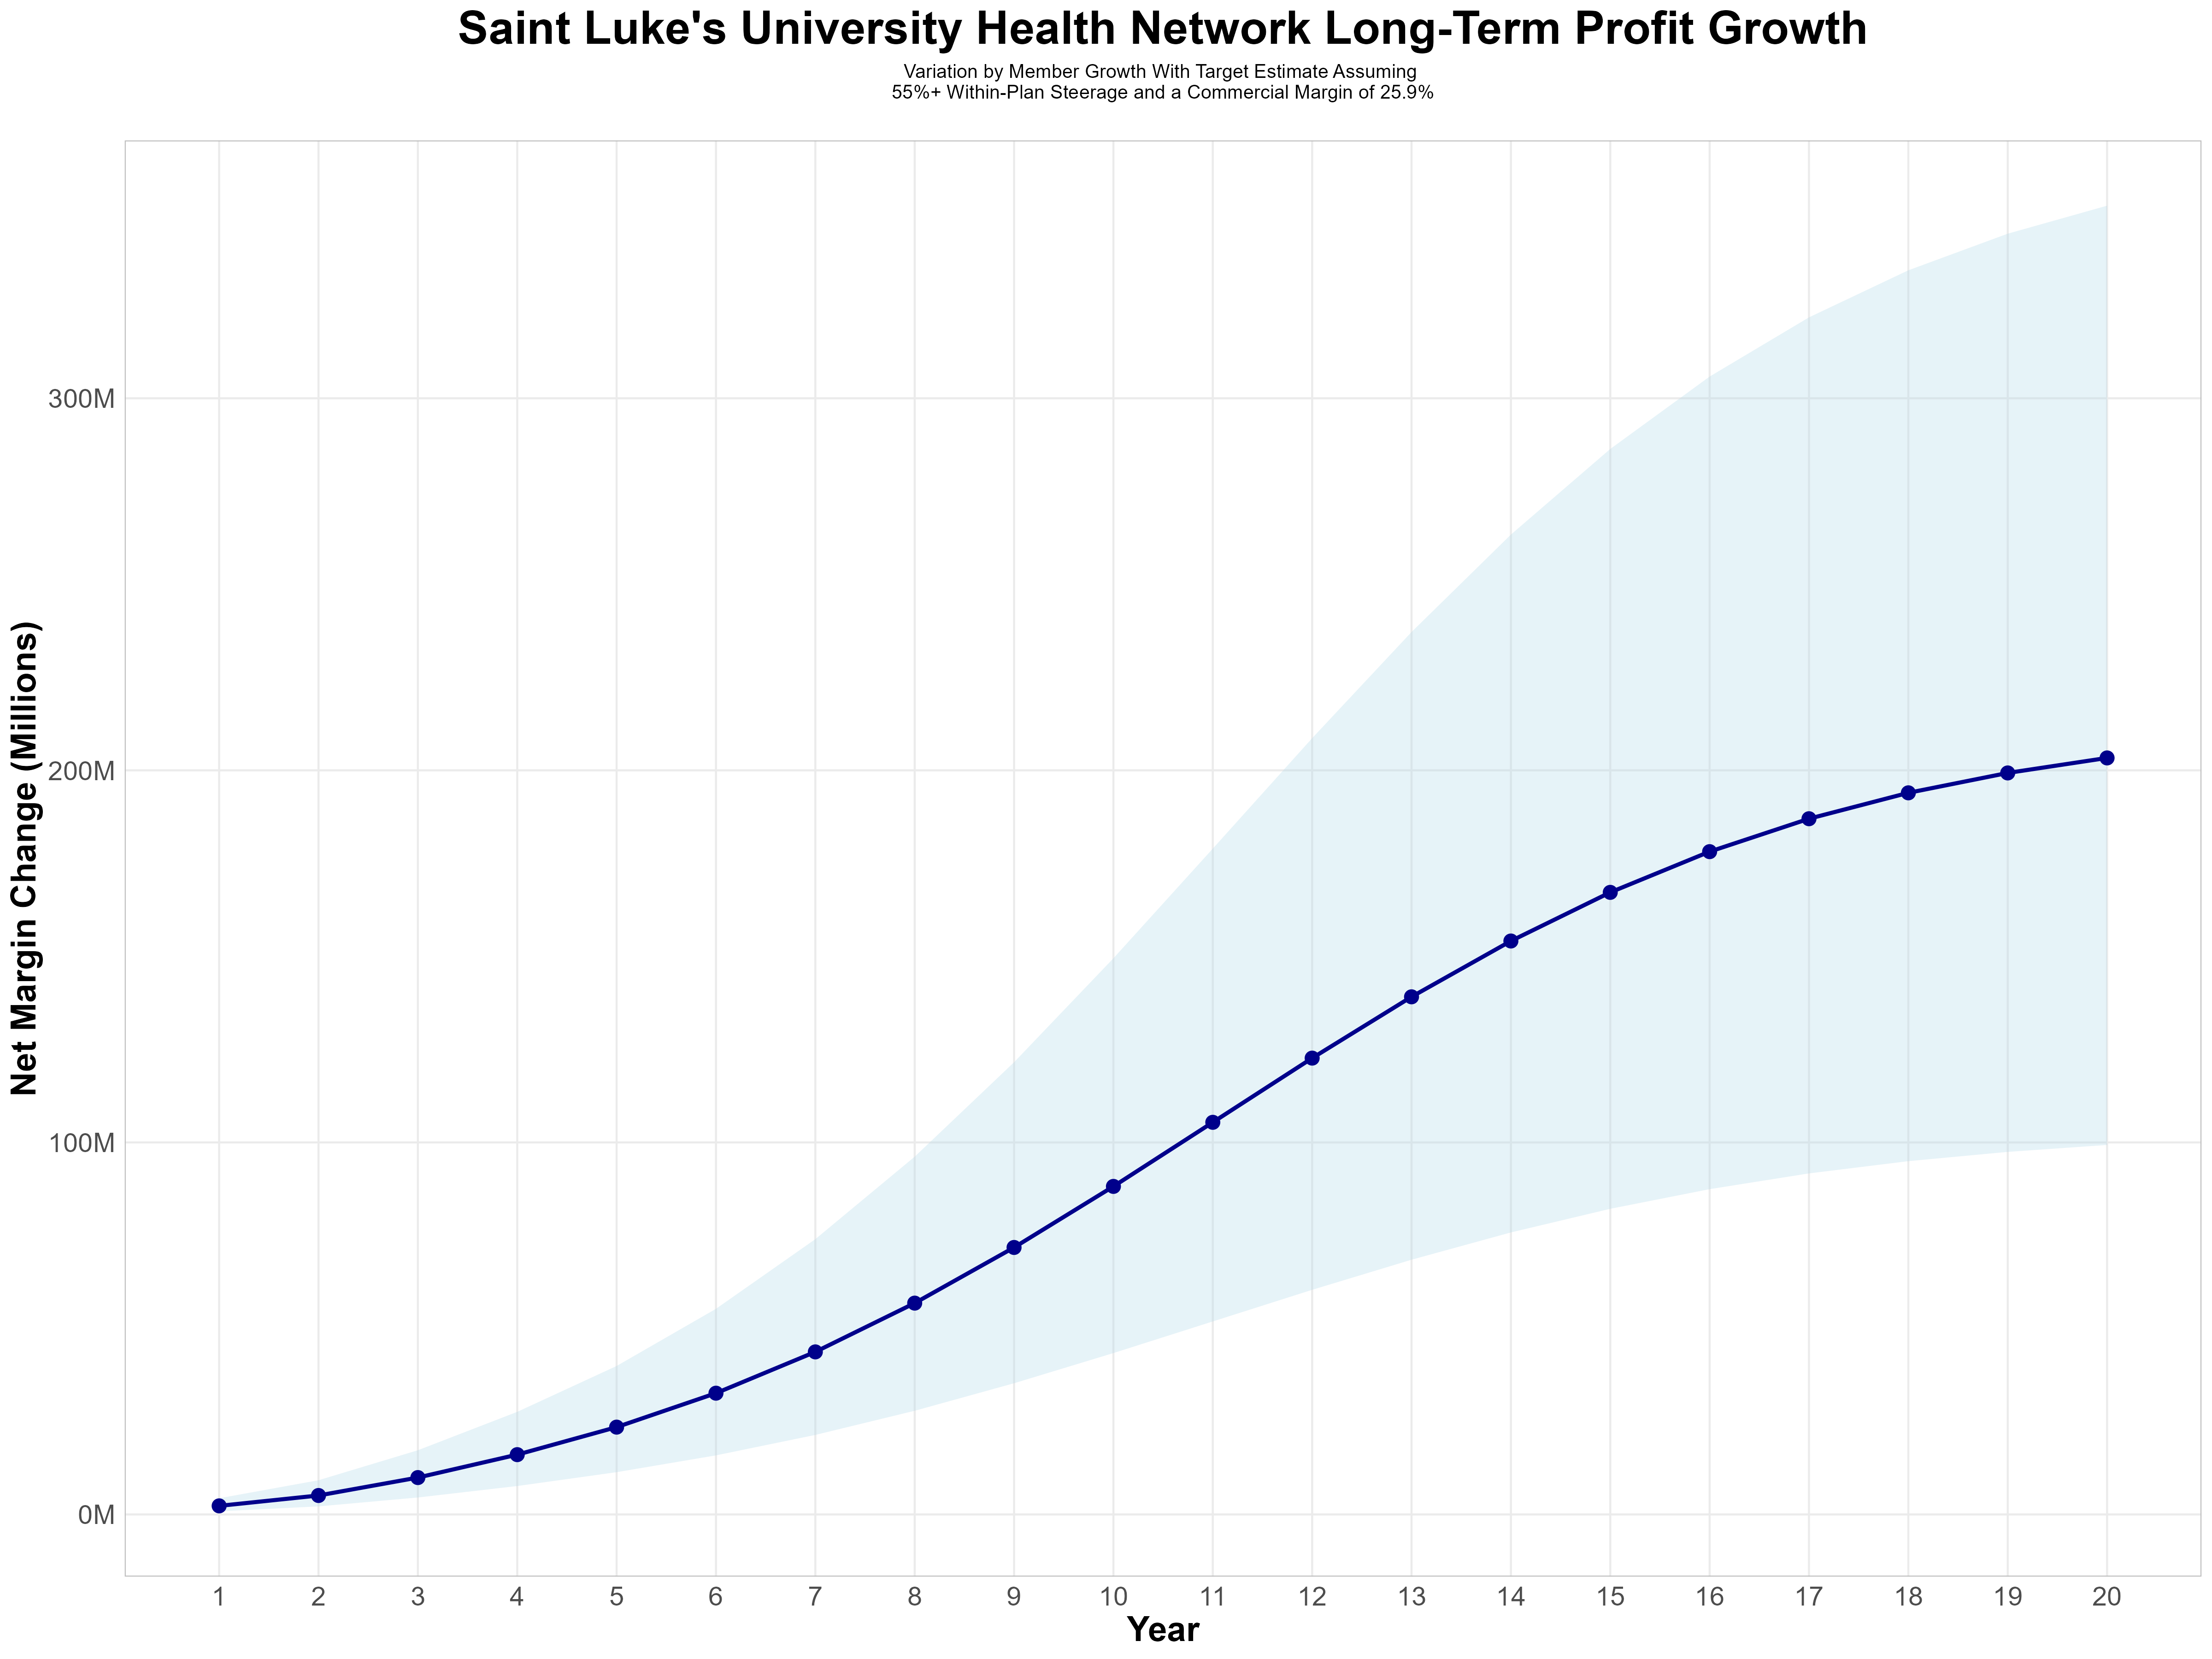 Saint Luke's University Health Network Long-Term Profit Growth
Variation by Member Growth With Target Estimate Assuming
55%+ Within-Plan Steerage and a Commercial Margin of 25.9%
Net Margin Change (Millions)
300M
200M
100M
0M
1 2 3 4 5 6 7 8 9 10 11 12 13 14 15 16 17 18 19 20
Year